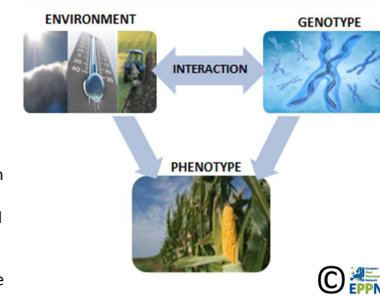 ENVIRONMENT
GENOTYPE
INTERACTION
PHENOTYPE
©
EPPN